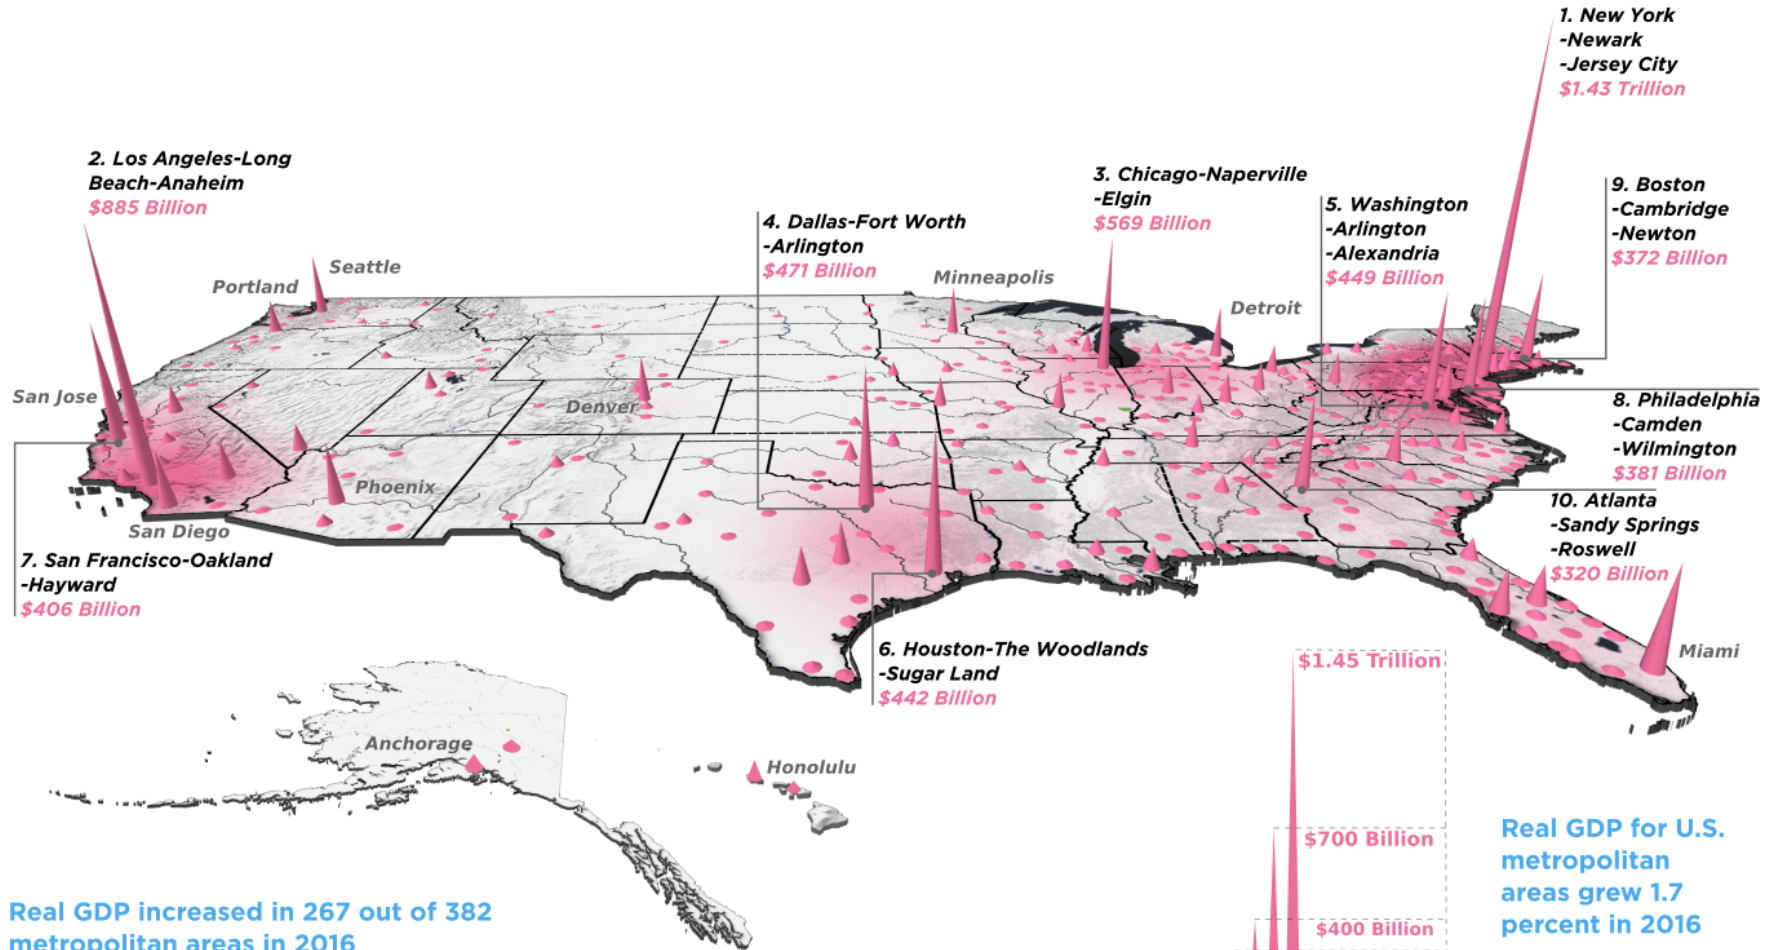 1. New York
-Newark
-Jersey City
$1.43 Trillion
2. Los Angeles-Long
Beach-Anaheim
$885 Billion
3. Chicago-Naperville
-Elgin
$569 Billion
4. Dallas-Fort Worth
-Arlington
$471 Billion
5. Washington
-Arlington
-Alexandria
$449 Billion
9. Boston
-Cambridge
-Newton
$372 Billion
Seattle
Portland
Minneapolis
Detroit
San Jose
Denver
Phoenix
San Diego
8. Philadelphia
-Camden
-Wilmington
$381 Billion
10. Atlanta
-Sandy Springs
-Roswell
$320 Billion
7. San Francisco-Oakland
-Hayward
$406 Billion
6. Houston-The Woodlands
-Sugar Land
$442 Billion
Miami
Anchorage
Honolulu
$1.45 Trillion
$700 Billion
$400 Billion
Real GDP for U.S.
metropolitan
areas grew 1.7
percent in 2016
Real GDP increased in 267 out of 382
metropolitan areas in 2016